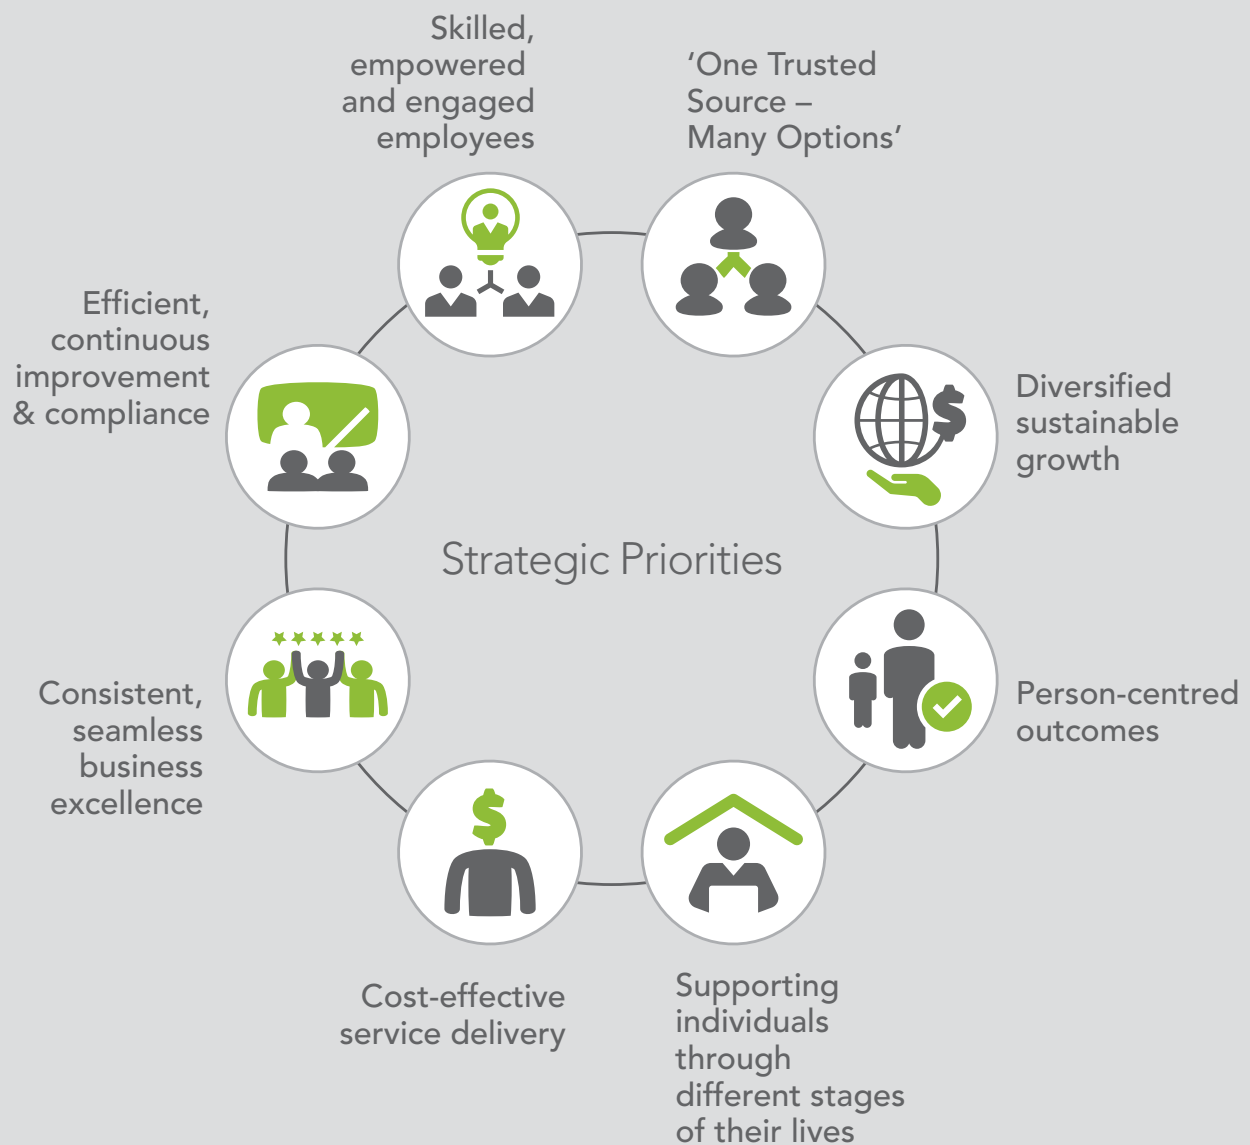 Skilled,
empowered
and engaged
employees
‘One Trusted
Source –
Many Options’
Diversified
sustainable
growth
Person-centred
outcomes
Supporting
individuals
through
different stages
of their lives
Cost-effective
service delivery
Consistent,
seamless
business
excellence
Efficient,
continuous
improvement
& compliance
Strategic Priorities